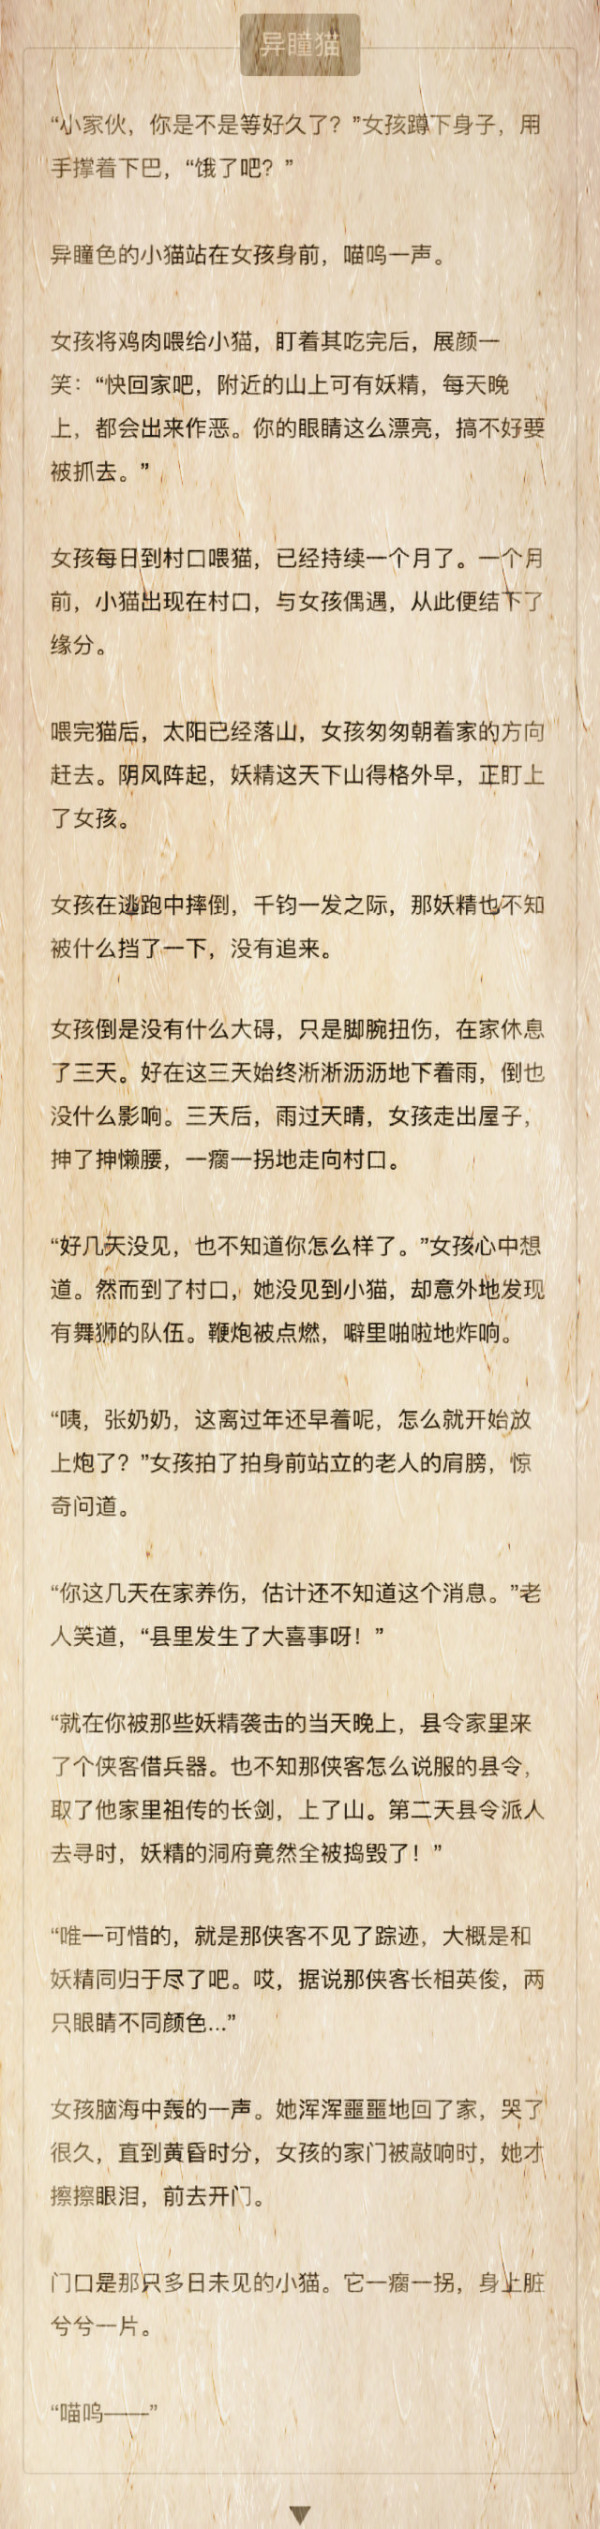 异瞳猫
“小家伙，你是不是等好久了？”女孩蹲下身子，用
手撑着下巴，“饿了吧？”
异瞳色的小猫站在女孩身前，喵呜一声。
女孩将鸡肉喂给小猫，盯着其吃完后，展颜一
笑：“快回家吧，附近的山上可有妖精，每天晚
上，都会出来作恶。你的眼睛这么漂亮，搞不好要
被抓去。”
女孩每日到村口喂猫，已经持续一个月了。一个月
前，小猫出现在村口，与女孩偶遇，从此便结下了
缘分。
喂完猫后，太阳已经落山，女孩匆匆朝着家的方向
赶去。阴风阵起，妖精这天下山得格外早，正盯上
了女孩。
女孩在逃跑中摔倒，千钧一发之际，那妖精也不知
被什么挡了一下，没有追来。
女孩倒是没有什么大碍，只是脚腕扭伤，在家休息
了三天。好在这三天始终淅淅沥沥地下着雨，倒也
没什么影响。三天后，雨过天晴，女孩走出屋子，
抻了抻懒腰，一瘸一拐地走向村口。
“好几天没见，也不知道你怎么样了。”女孩心中想
道。然而到了村口，她没见到小猫，却意外地发现
有舞狮的队伍。鞭炮被点燃，噼里啪啦地炸响。
“咦，张奶奶，这离过年还早着呢，怎么就开始放
上炮了？”女孩拍了拍身前站立的老人的肩膀，惊
奇问道。
“你这几天在家养伤，估计还不知道这个消息。”老
人笑道，“县里发生了大喜事呀！”
“就在你被那些妖精袭击的当天晚上，县令家里来
了个侠客借兵器。也不知那侠客怎么说服的县令，
取了他家里祖传的长剑，上了山。第二天县令派人
去寻时，妖精的洞府竟然全被捣毁了！”
“唯一可惜的，就是那侠客不见了踪迹，大概是和
妖精同归于尽了吧。哎，据说那侠客长相英俊，两
只眼睛不同颜色...”
女孩脑海中轰的一声。她浑浑噩噩地回了家，哭了
很久，直到黄昏时分，女孩的家门被敲响时，她才
擦擦眼泪，前去开门。
门口是那只多日未见的小猫。它一瘸一拐，身上脏
兮兮一片。
“喵呜——”